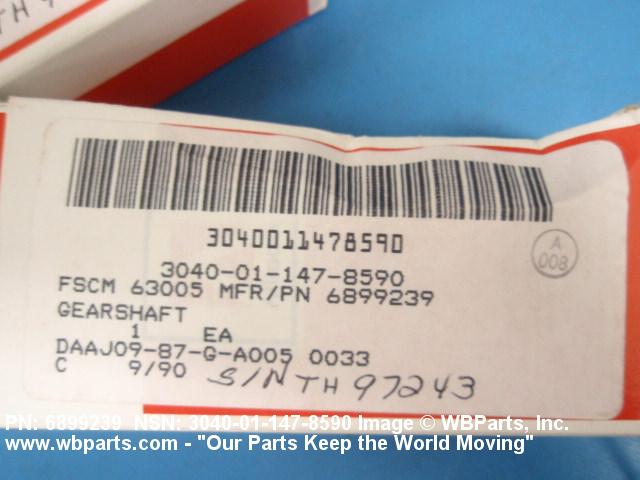 TH 9
3040011478590
A
008
3040-01-147-8590
FSCM 63005 MFR/PN 6899239
GEARSHAFT
1 EA
DAAJ09-87-G-A005 0033
C 9/90 S/N TH 97243
PN: 6899239 NSN: 3040-01-147-8590 Image © WBParts, Inc.
www.wbparts.com - "Our Parts Keep the World Moving"